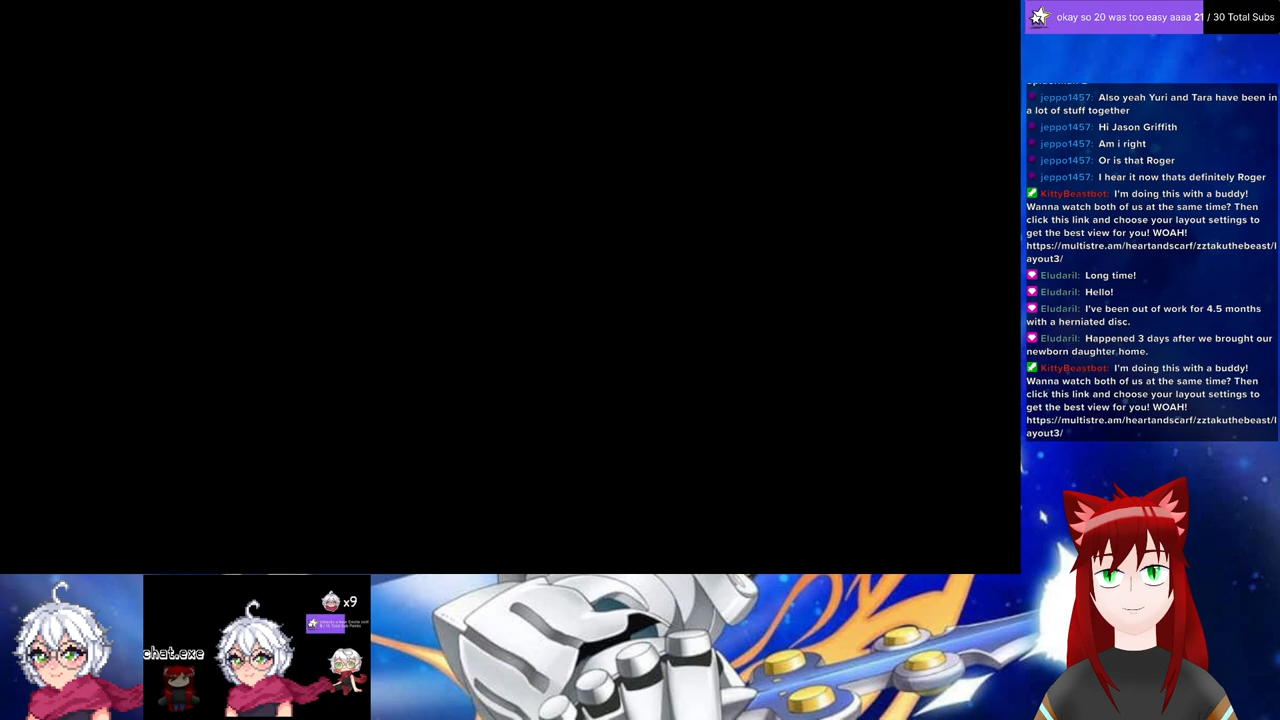 okay so 20 was too easy aaaa 21 / 30 Total Subs
jeppo1457: Also yeah Yuri and Tara have been in
a lot of stuff together
jeppo1457: Hi Jason Griffith
jeppo1457: Am i right
jeppo1457: Or is that Roger
jeppo1457: I hear it now thats definitely Roger
KittyBeastbot: I'm doing this with a buddy!
Wanna watch both of us at the same time? Then
click this link and choose your layout settings to
get the best view for you! WOAH!
https://multistre.am/heartandscarf/zztakuthebeast/l
ayout3/
Eludaril: Long time!
Eludaril: Hello!
Eludaril: I've been out of work for 4.5 months
with a herniated disc.
Eludaril: Happened 3 days after we brought our
newborn daughter home.
KittyBeastbot: I'm doing this with a buddy!
Wanna watch both of us at the same time? Then
click this link and choose your layout settings to
get the best view for you! WOAH!
https://multistre.am/heartandscarf/zztakuthebeast/l
ayout3/
x9
chat.exe